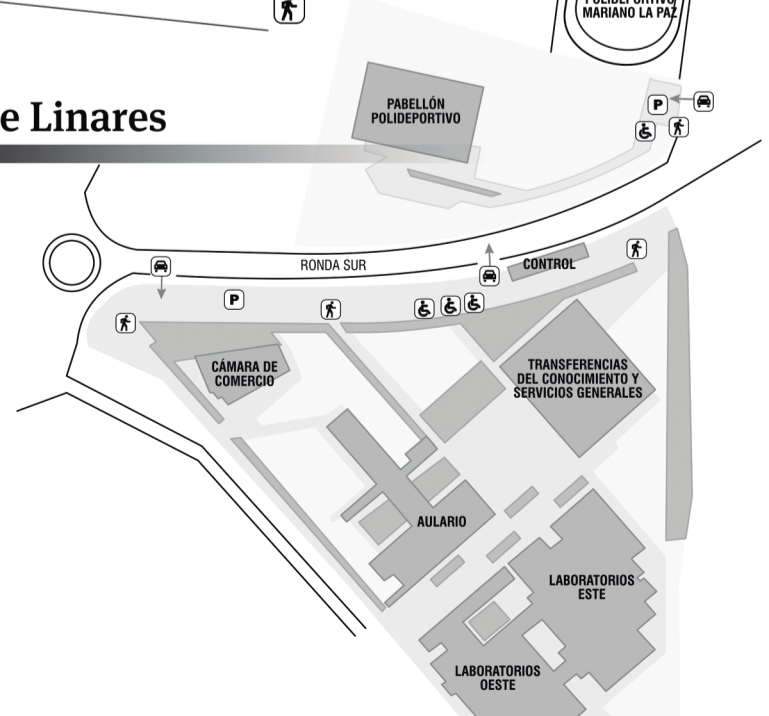 POLIDEPORTIVO
MARIANO LA PAZ
e Linares
PABELLÓN
POLIDEPORTIVO
P
RONDA SUR
CONTROL
P
CÁMARA DE
COMERCIO
TRANSFERENCIAS
DEL CONOCIMIENTO Y
SERVICIOS GENERALES
AULARIO
LABORATORIOS
ESTE
LABORATORIOS
OESTE